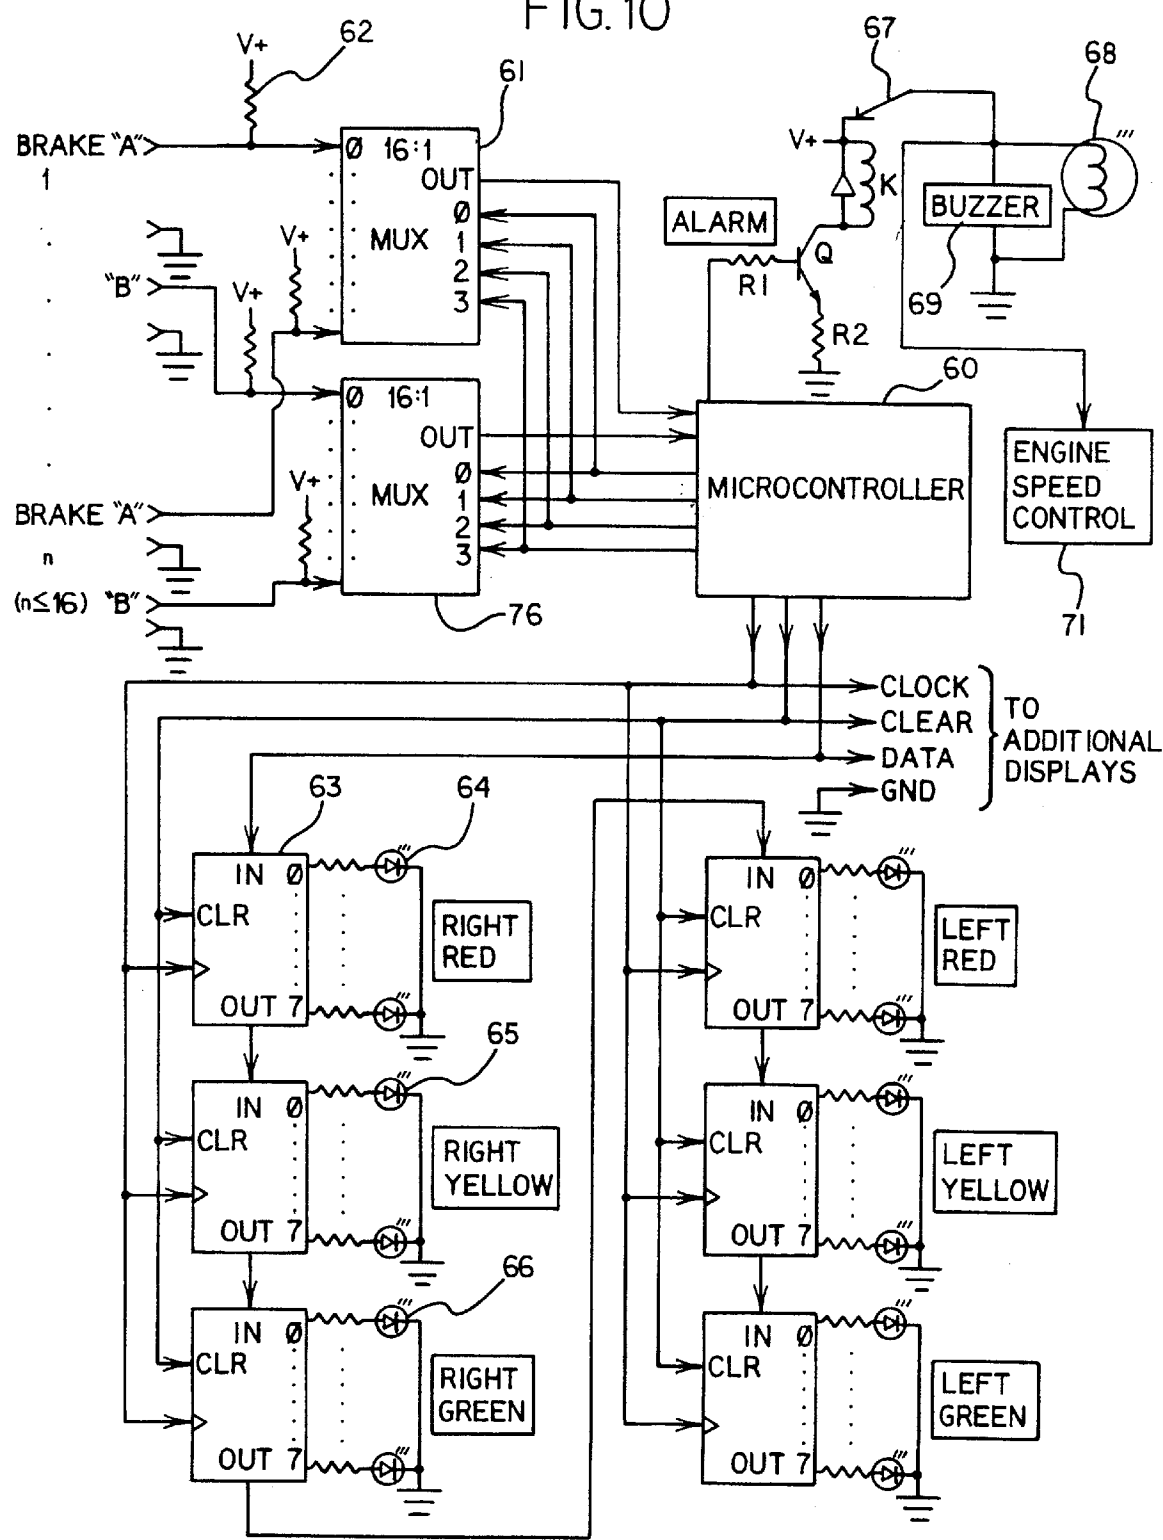 FIG. 10
V+
62
61
67
68
BRAKE "A"
1
Ø 16:1
OUT
Ø
MUX
1
2
3
V+
K
ALARM
BUZZER
Q
R1
69
"B"
V+
V+
R2
60
Ø 16:1
OUT
Ø
MUX
1
2
3
V+
MICROCONTROLLER
ENGINE
SPEED
CONTROL
BRAKE "A"
n
(n≤16) "B"
76
71
CLOCK
CLEAR
DATA
GND
TO
ADDITIONAL
DISPLAYS
63
64
IN Ø
CLR
OUT 7
RIGHT
RED
IN Ø
CLR
OUT 7
LEFT
RED
65
IN Ø
CLR
OUT 7
RIGHT
YELLOW
IN Ø
CLR
OUT 7
LEFT
YELLOW
66
IN Ø
CLR
OUT 7
RIGHT
GREEN
IN Ø
CLR
OUT 7
LEFT
GREEN